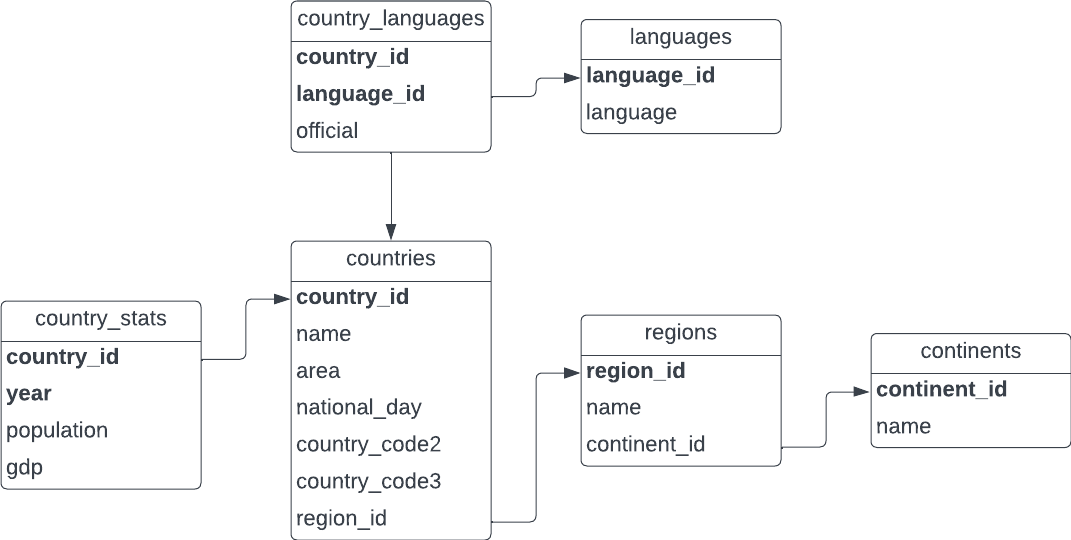 country_languages
country_id
language_id
official
languages
language_id
language
countries
country_id
name
area
national_day
country_code2
country_code3
region_id
country_stats
country_id
year
population
gdp
regions
region_id
name
continent_id
continents
continent_id
name